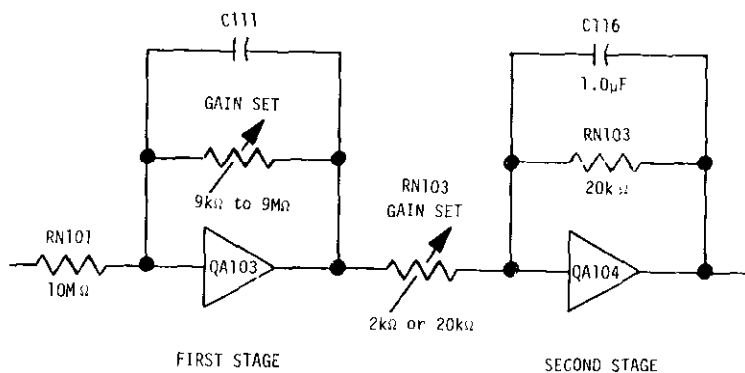 C111
GAIN SET
9kΩ to 9MΩ
RN101
10MΩ
QA103
FIRST STAGE
RN103
GAIN SET
2kΩ or 20kΩ
C116
1.0μF
RN103
20kΩ
QA104
SECOND STAGE